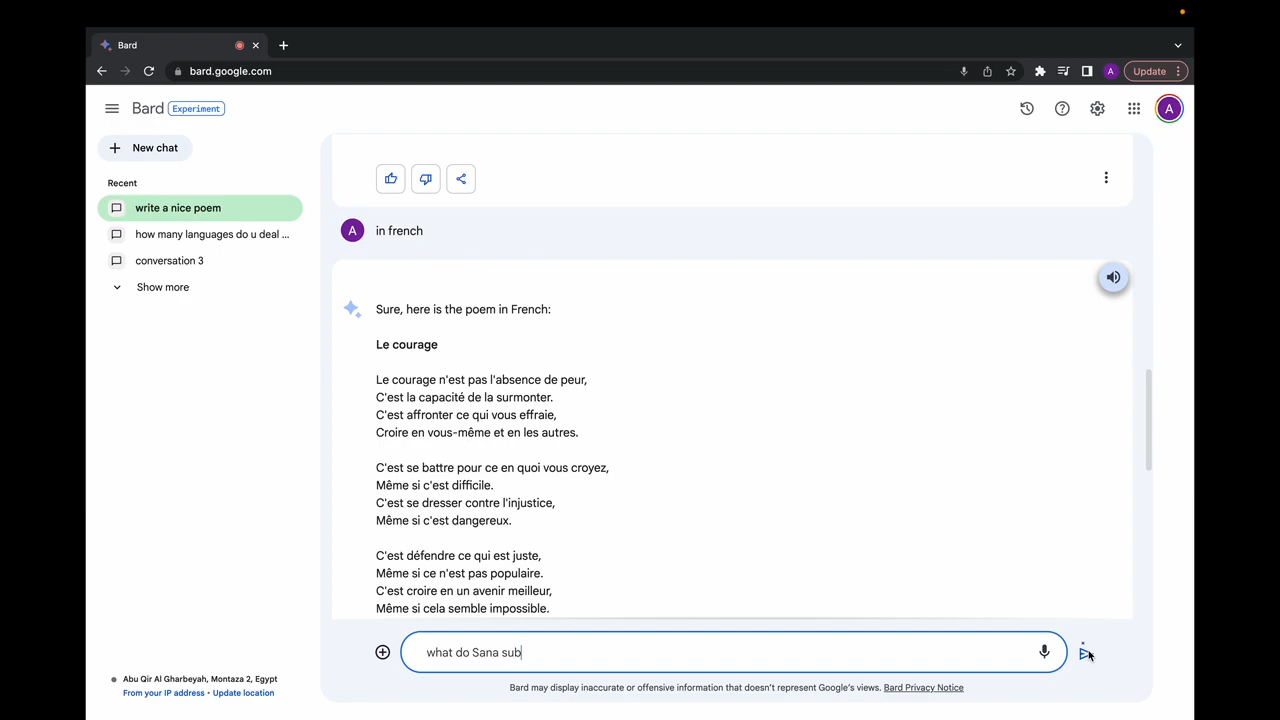 Bard
bard.google.com
Update
Bard Experiment
A
New chat
Recent
write a nice poem
how many languages do u deal ...
conversation 3
Show more
A in french
Sure, here is the poem in French:
Le courage
Le courage n'est pas l'absence de peur,
C'est la capacité de la surmonter.
C'est affronter ce qui vous effraie,
Croire en vous-même et en les autres.
C'est se battre pour ce en quoi vous croyez,
Même si c'est difficile.
C'est se dresser contre l'injustice,
Même si c'est dangereux.
C'est défendre ce qui est juste,
Même si ce n'est pas populaire.
C'est croire en un avenir meilleur,
Même si cela semble impossible.
what do Sana sub
Abu Qir Al Gharbeyah, Montaza 2, Egypt
From your IP address • Update location
Bard may display inaccurate or offensive information that doesn't represent Google's views. Bard Privacy Notice